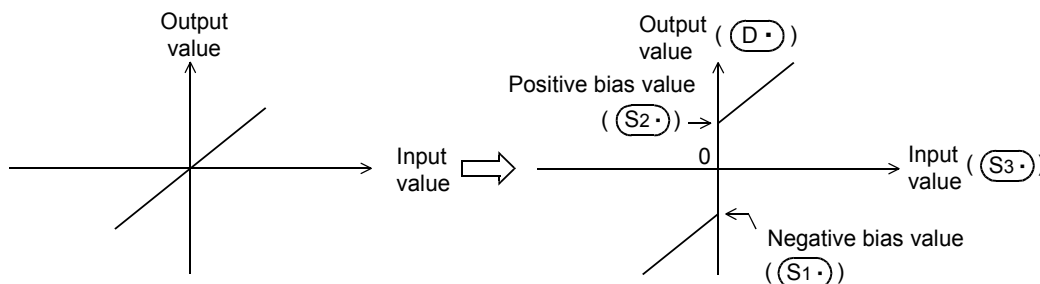 Output
value
Input
value
Output
value ( D・ )
Positive bias value
( S2・ )
0
Input
value ( S3・ )
Negative bias value
( S1・ )